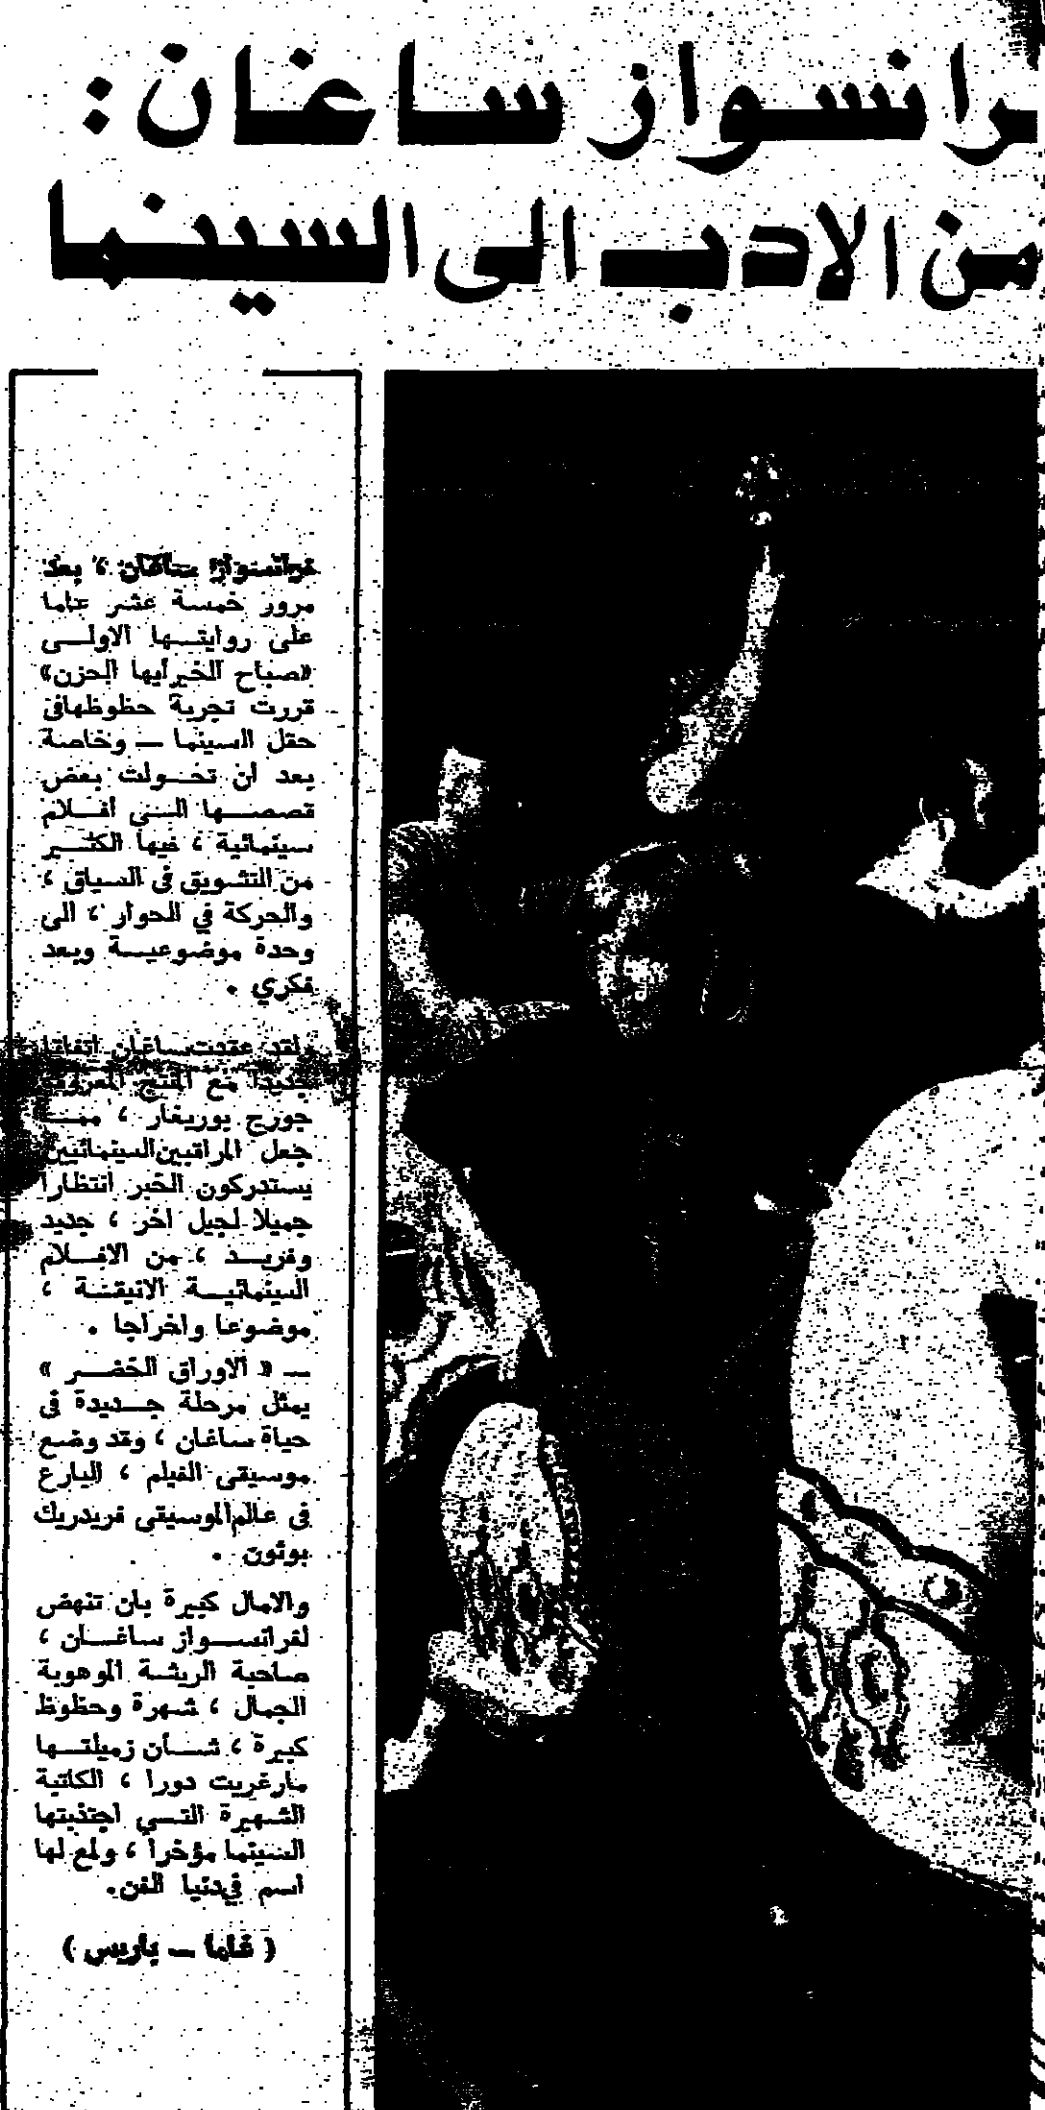 رانسواز ساغان :
من الادب الى السينما
فرانسواز ساغان ، بعد
مرور خمسة عشر عاما
على روايتها الاولى
«صباح الخير ايها الحزن»
قررت تجربة حظوظها في
حقل السينما — وخاصة
بعد ان تحولت بعض
قصصها الى افلام
سينمائية ، فيها الكثير
من التشويق في السياق ،
والحركة في الحوار ، الى
وحدة موضوعية وبعد
فكري .
لقد عقدت ساغان اتفاقا
جديدا مع المنتج المعروف
جورج بوريغار ، مما
جعل المراقبين السينمائيين
يستدركون الخبر انتظارا
جميلا لجيل اخر ، جديد
وفريد ، من الافلام
السينمائية الانيقة ،
موضوعا واخراجا .
— « الاوراق الخضر »
يمثل مرحلة جديدة في
حياة ساغان ، وقد وضع
موسيقى الفيلم ، البارع
في عالم الموسيقى فريدريك
بوتون .
والامال كبيرة بان تنهض
لفرانسواز ساغان ،
صاحبة الريشة الموهوبة
الجمال ، شهرة وحظوظ
كبيرة ، شأن زميلتها
مارغريت دورا ، الكاتبة
الشهيرة التي اجتذبتها
السينما مؤخرا ، ولمع لها
اسم في دنيا الفن .
( غاما — باريس )